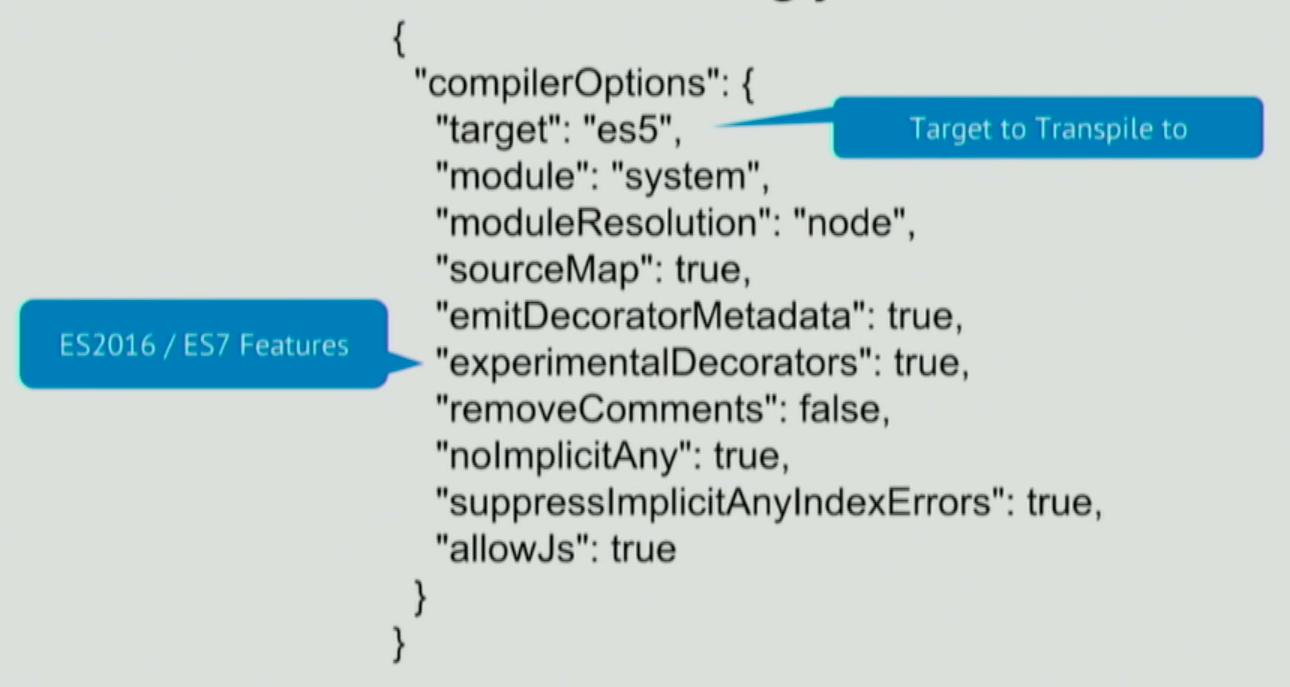 {
"compilerOptions": {
"target": "es5",
Target to Transpile to
"module": "system",
"moduleResolution": "node",
"sourceMap": true,
"emitDecoratorMetadata": true,
ES2016 / ES7 Features
"experimentalDecorators": true,
"removeComments": false,
"noImplicitAny": true,
"suppressImplicitAnyIndexErrors": true,
"allowJs": true
}
}